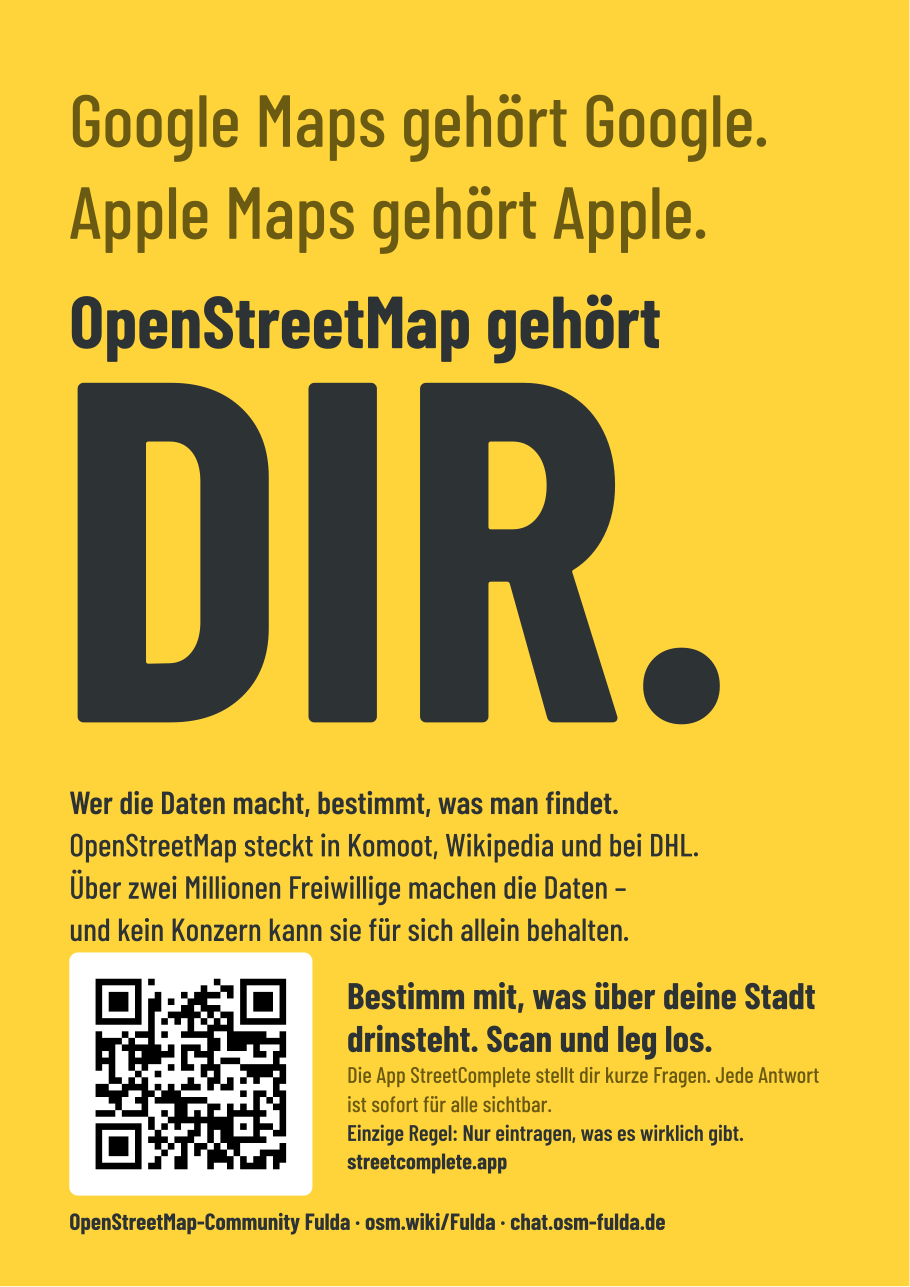 Google Maps gehört Google.
Apple Maps gehört Apple.
OpenStreetMap gehört
DIR.
Wer die Daten macht, bestimmt, was man findet.
OpenStreetMap steckt in Komoot, Wikipedia und bei DHL.
Über zwei Millionen Freiwillige machen die Daten –
und kein Konzern kann sie für sich allein behalten.
Bestimm mit, was über deine Stadt
drinsteht. Scan und leg los.
Die App StreetComplete stellt dir kurze Fragen. Jede Antwort
ist sofort für alle sichtbar.
Einzige Regel: Nur eintragen, was es wirklich gibt.
streetcomplete.app
OpenStreetMap-Community Fulda · osm.wiki/Fulda · chat.osm-fulda.de